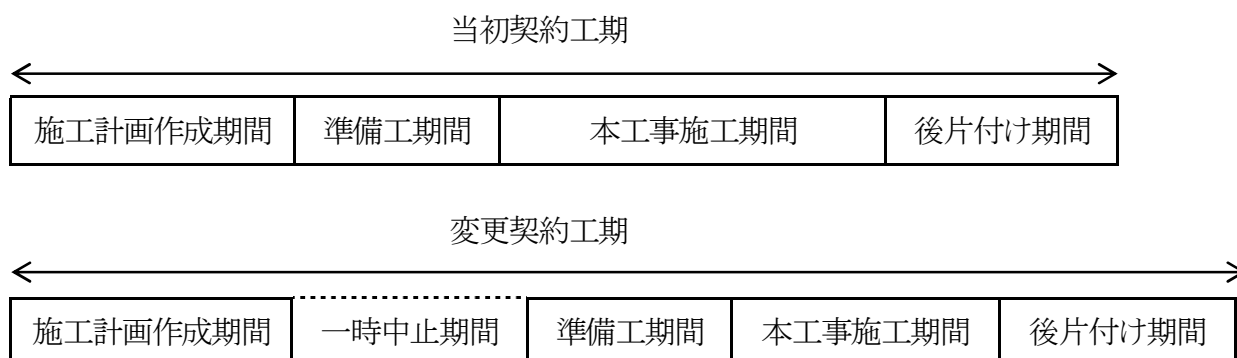 当初契約工期
施工計画作成期間 準備工期間 本工事施工期間 後片付け期間
変更契約工期
施工計画作成期間 一時中止期間 準備工期間 本工事施工期間 後片付け期間